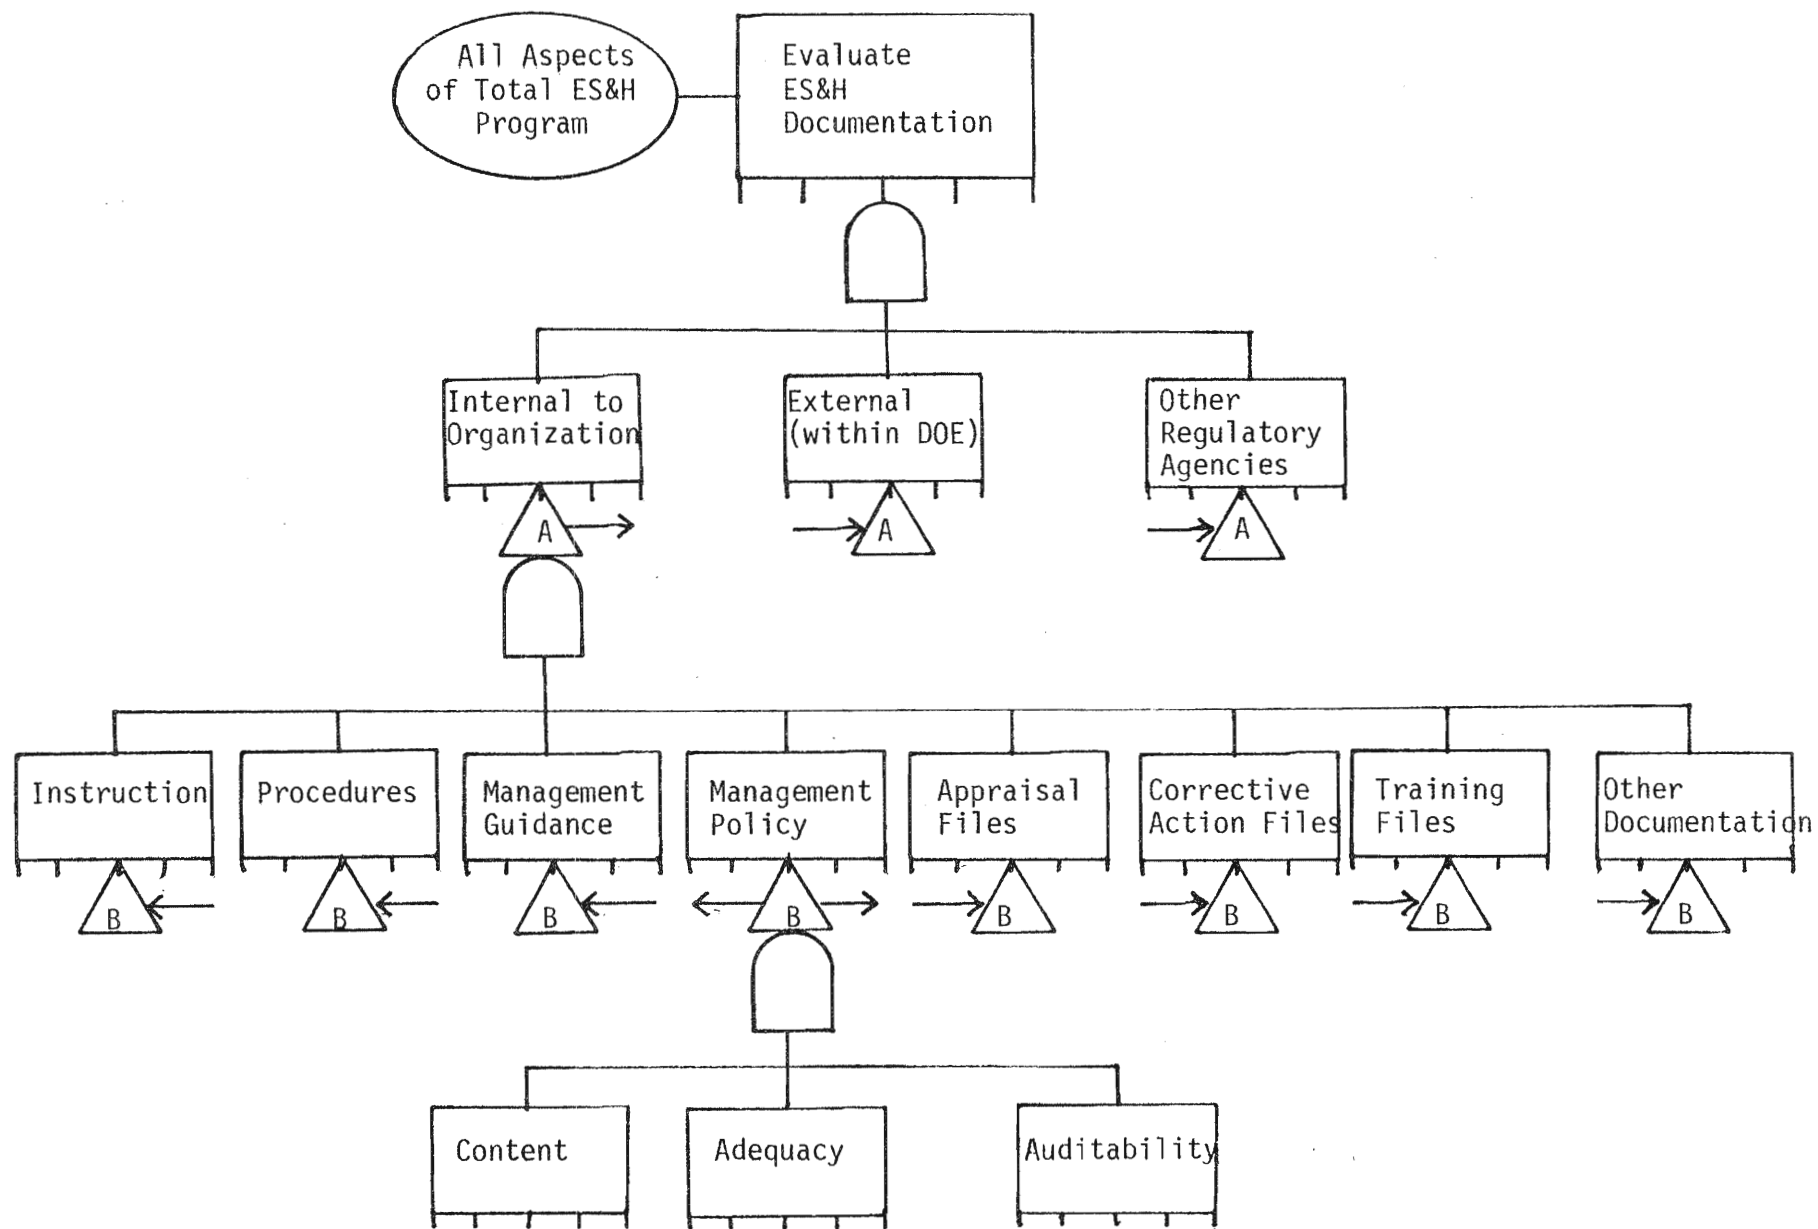 All Aspects
of Total ES&H
Program
Evaluate
ES&H
Documentation
Internal to
Organization
External
(within DOE)
Other
Regulatory
Agencies
A
A
A
Instruction
Procedures
Management
Guidance
Management
Policy
Appraisal
Files
Corrective
Action Files
Training
Files
Other
Documentation
B
B
B
B
B
B
B
B
Content
Adequacy
Auditability